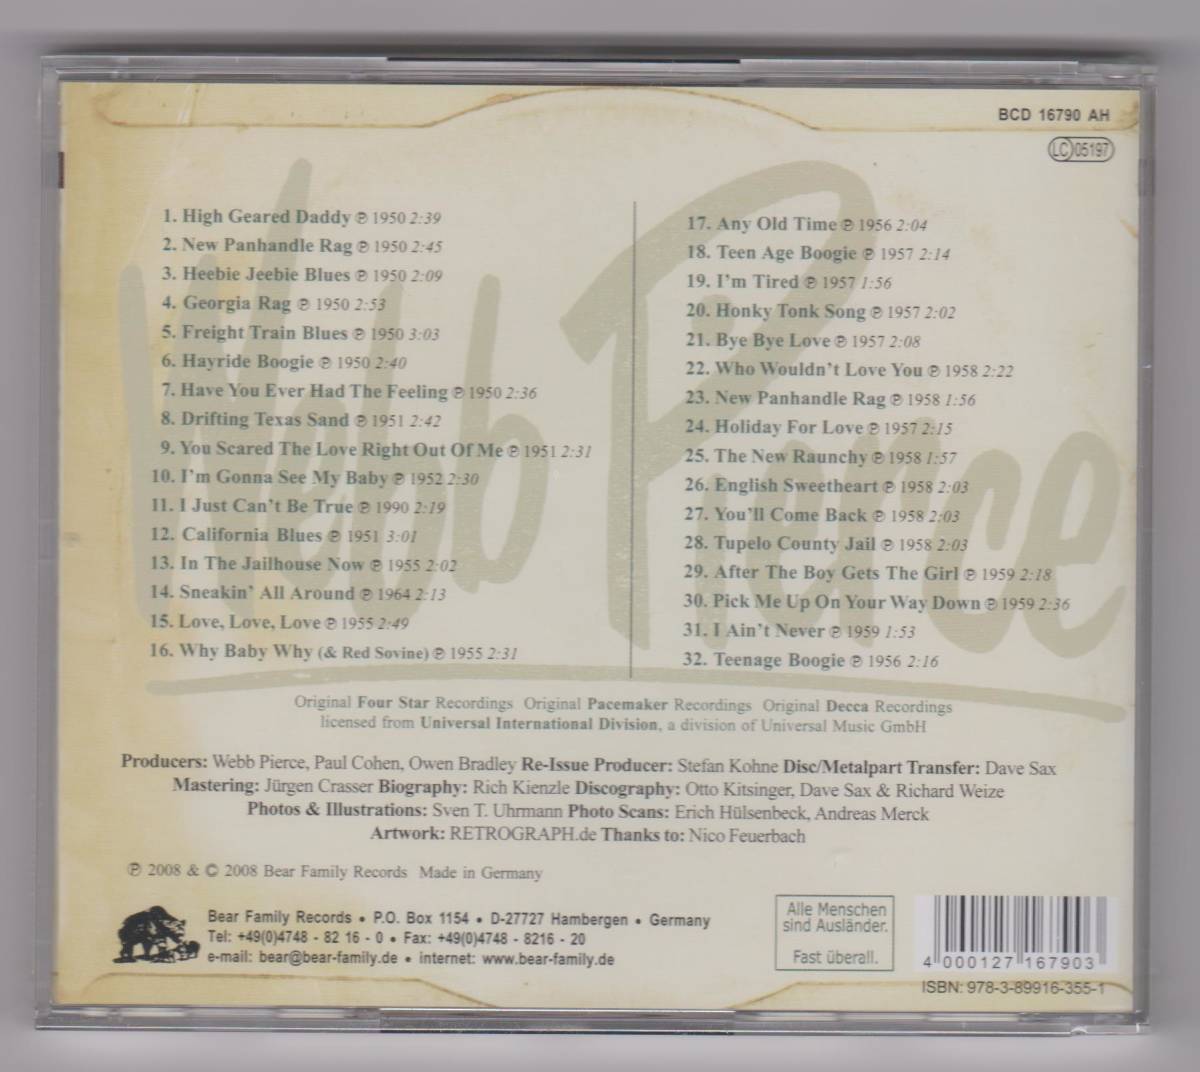 BCD 16790 AH
LC 05197
Webb Pierce
1. High Geared Daddy ℗ 1950 2:39
2. New Panhandle Rag ℗ 1950 2:45
3. Heebie Jeebie Blues ℗ 1950 2:09
4. Georgia Rag ℗ 1950 2:53
5. Freight Train Blues ℗ 1950 3:03
6. Hayride Boogie ℗ 1950 2:40
7. Have You Ever Had The Feeling ℗ 1950 2:36
8. Drifting Texas Sand ℗ 1951 2:42
9. You Scared The Love Right Out Of Me ℗ 1951 2:31
10. I'm Gonna See My Baby ℗ 1952 2:30
11. I Just Can't Be True ℗ 1990 2:19
12. California Blues ℗ 1951 3:01
13. In The Jailhouse Now ℗ 1955 2:02
14. Sneakin' All Around ℗ 1964 2:13
15. Love, Love, Love ℗ 1955 2:49
16. Why Baby Why (& Red Sovine) ℗ 1955 2:31
17. Any Old Time ℗ 1956 2:04
18. Teen Age Boogie ℗ 1957 2:14
19. I'm Tired ℗ 1957 1:56
20. Honky Tonk Song ℗ 1957 2:02
21. Bye Bye Love ℗ 1957 2:08
22. Who Wouldn't Love You ℗ 1958 2:22
23. New Panhandle Rag ℗ 1958 1:56
24. Holiday For Love ℗ 1957 2:15
25. The New Raunchy ℗ 1958 1:57
26. English Sweetheart ℗ 1958 2:03
27. You'll Come Back ℗ 1958 2:03
28. Tupelo County Jail ℗ 1958 2:03
29. After The Boy Gets The Girl ℗ 1959 2:18
30. Pick Me Up On Your Way Down ℗ 1959 2:36
31. I Ain't Never ℗ 1959 1:53
32. Teenage Boogie ℗ 1956 2:16
Original Four Star Recordings Original Pacemaker Recordings Original Decca Recordings
licensed from Universal International Division, a division of Universal Music GmbH
Producers: Webb Pierce, Paul Cohen, Owen Bradley Re-Issue Producer: Stefan Kohne Disc/Metalpart Transfer: Dave Sax
Mastering: Jürgen Crasser Biography: Rich Kienzle Discography: Otto Kitsinger, Dave Sax & Richard Weize
Photos & Illustrations: Sven T. Uhrmann Photo Scans: Erich Hülsenbeck, Andreas Merck
Artwork: RETROGRAPH.de Thanks to: Nico Feuerbach
℗ 2008 & © 2008 Bear Family Records Made in Germany
Bear Family Records • P.O. Box 1154 • D-27727 Hambergen • Germany
Tel: +49(0)4748 - 82 16 - 0 • Fax: +49(0)4748 - 8216 - 20
e-mail: bear@bear-family.de • internet: www.bear-family.de
Alle Menschen
sind Ausländer.
Fast überall.
4 000127 167903
ISBN: 978-3-89916-355-1